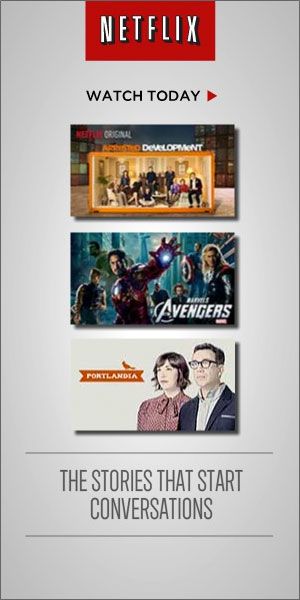 NETFLIX
WATCH TODAY
NETFLIX ORIGINAL
ARRESTED DEVELOPMENT
MARVEL'S
AVENGERS
PORTLANDIA
THE STORIES THAT START
CONVERSATIONS